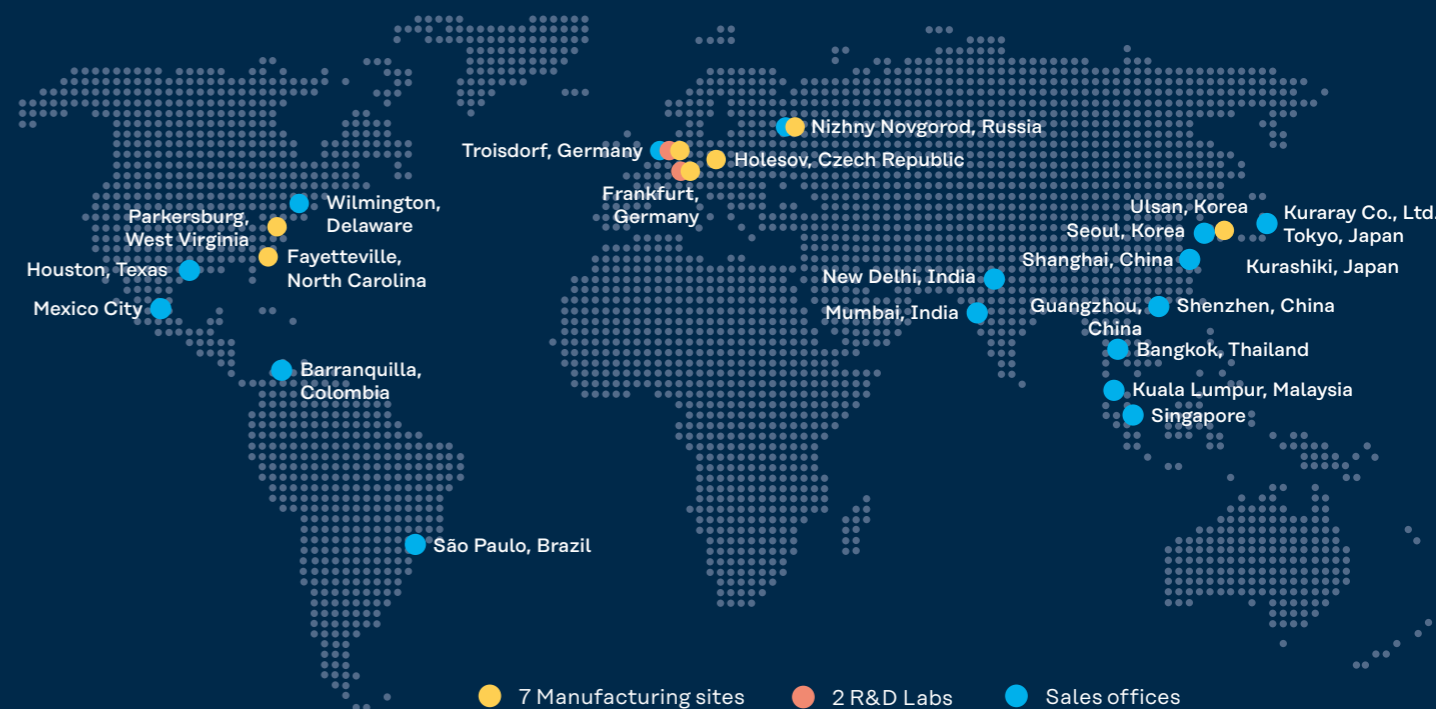 Nizhny Novgorod, Russia
Troisdorf, Germany
Holesov, Czech Republic
Frankfurt,
Germany
Wilmington,
Delaware
Parkersburg,
West Virginia
Fayetteville,
North Carolina
Houston, Texas
Mexico City
Barranquilla,
Colombia
São Paulo, Brazil
Ulsan, Korea
Seoul, Korea
Kuraray Co., Ltd.
Tokyo, Japan
Shanghai, China
Kurashiki, Japan
New Delhi, India
Mumbai, India
Guangzhou,
China
Shenzhen, China
Bangkok, Thailand
Kuala Lumpur, Malaysia
Singapore
7 Manufacturing sites
2 R&D Labs
Sales offices